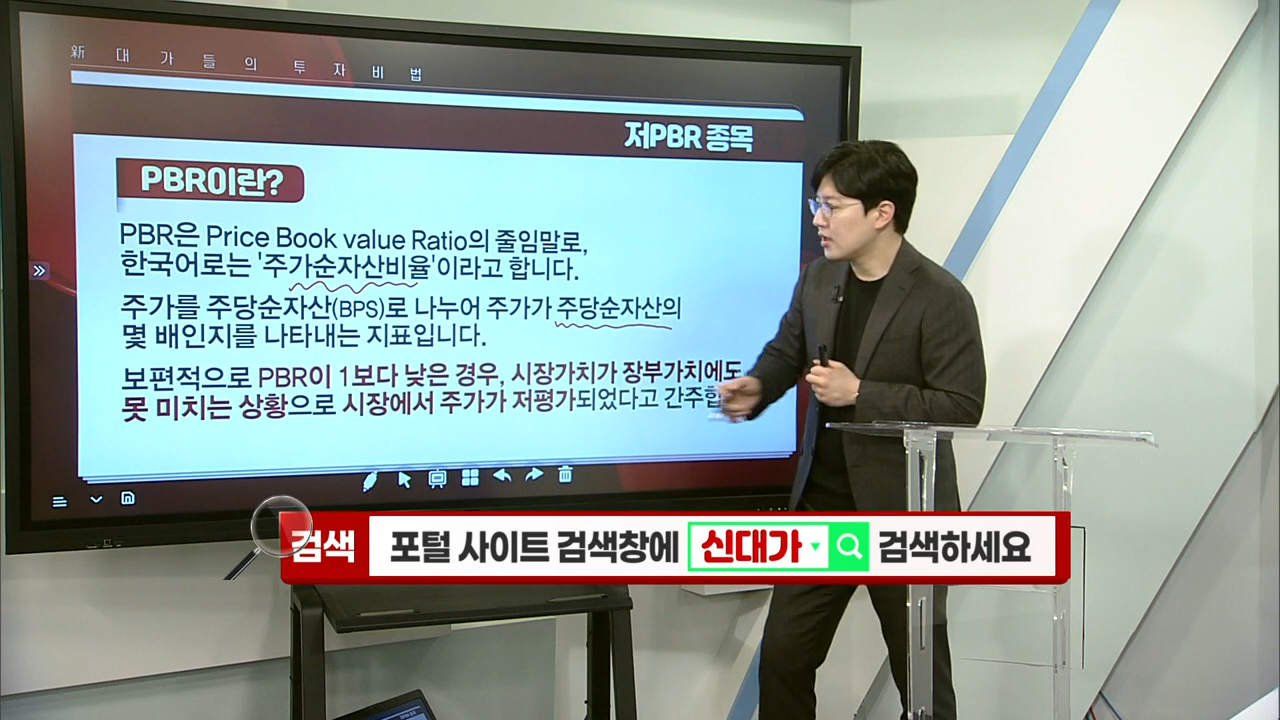 新대가들의투자비법
저PBR 종목
PBR이란?
PBR은 Price Book value Ratio의 줄임말로,
한국어로는 '주가순자산비율'이라고 합니다.
주가를 주당순자산(BPS)로 나누어 주가가 주당순자산의
몇 배인지를 나타내는 지표입니다.
보편적으로 PBR이 1보다 낮은 경우, 시장가치가 장부가치에도
못 미치는 상황으로 시장에서 주가가 저평가되었다고
검색 포털 사이트 검색창에 신대가 검색하세요